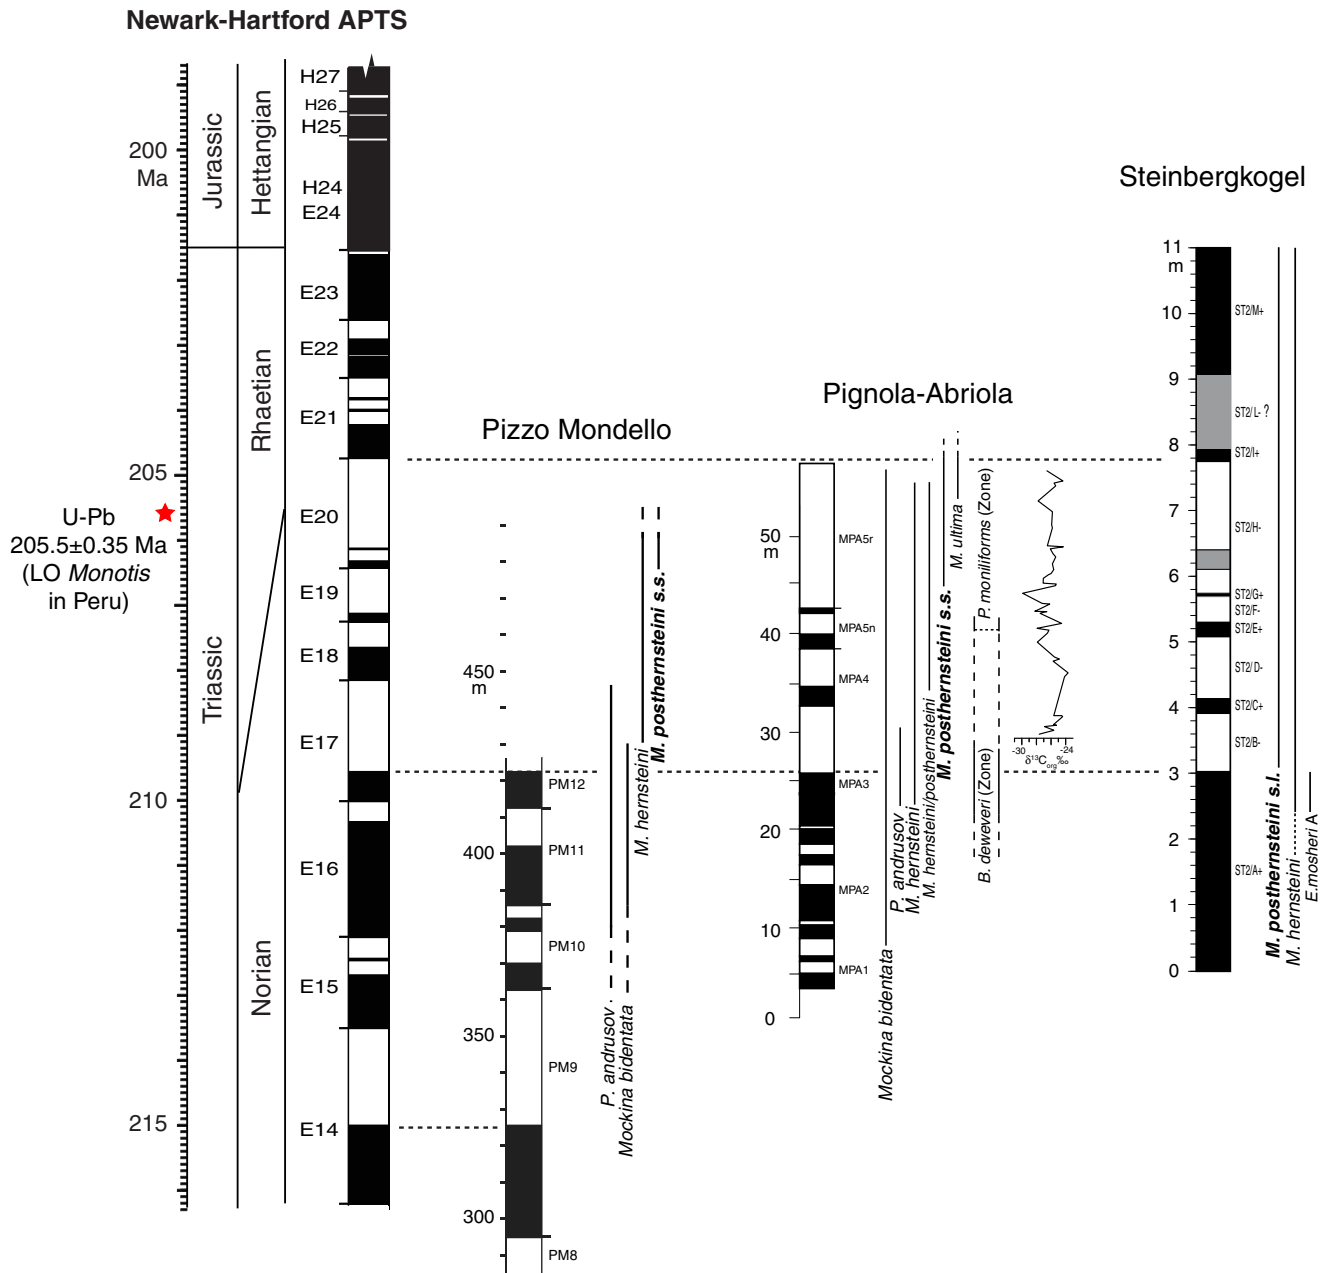 Newark-Hartford APTS
Jurassic
Triassic
Hettangian
Rhaetian
Norian
200
Ma
205
210
215
U-Pb
205.5±0.35 Ma
(LO Monotis
in Peru)
H27
H26
H25
H24
E24
E23
E22
E21
E20
E19
E18
E17
E16
E15
E14
Pizzo Mondello
450
m
400
350
300
PM12
PM11
PM10
PM9
PM8
P. andrusov
Mockina bidentata
M. hernsteini
M. posthernsteini s.s.
Pignola-Abriola
50
m
40
30
20
10
0
MPA5r
MPA5n
MPA4
MPA3
MPA2
MPA1
Mockina bidentata
P. andrusov
M. hernsteini
M. hernsteini/posthernsteini
M. posthernsteini s.s.
M. ultima
P. moniliforms (Zone)
B. deweveri (Zone)
-30
-24
δ13Corg‰
Steinbergkogel
11
m
10
9
8
7
6
5
4
3
2
1
0
ST2/M+
ST2/L- ?
ST2/I+
ST2/H-
ST2/G+
ST2/F-
ST2/E+
ST2/ D-
ST2/C+
ST2/B-
ST2/A+
M. posthernsteini s.l.
M. hernsteini
E.mosheri A